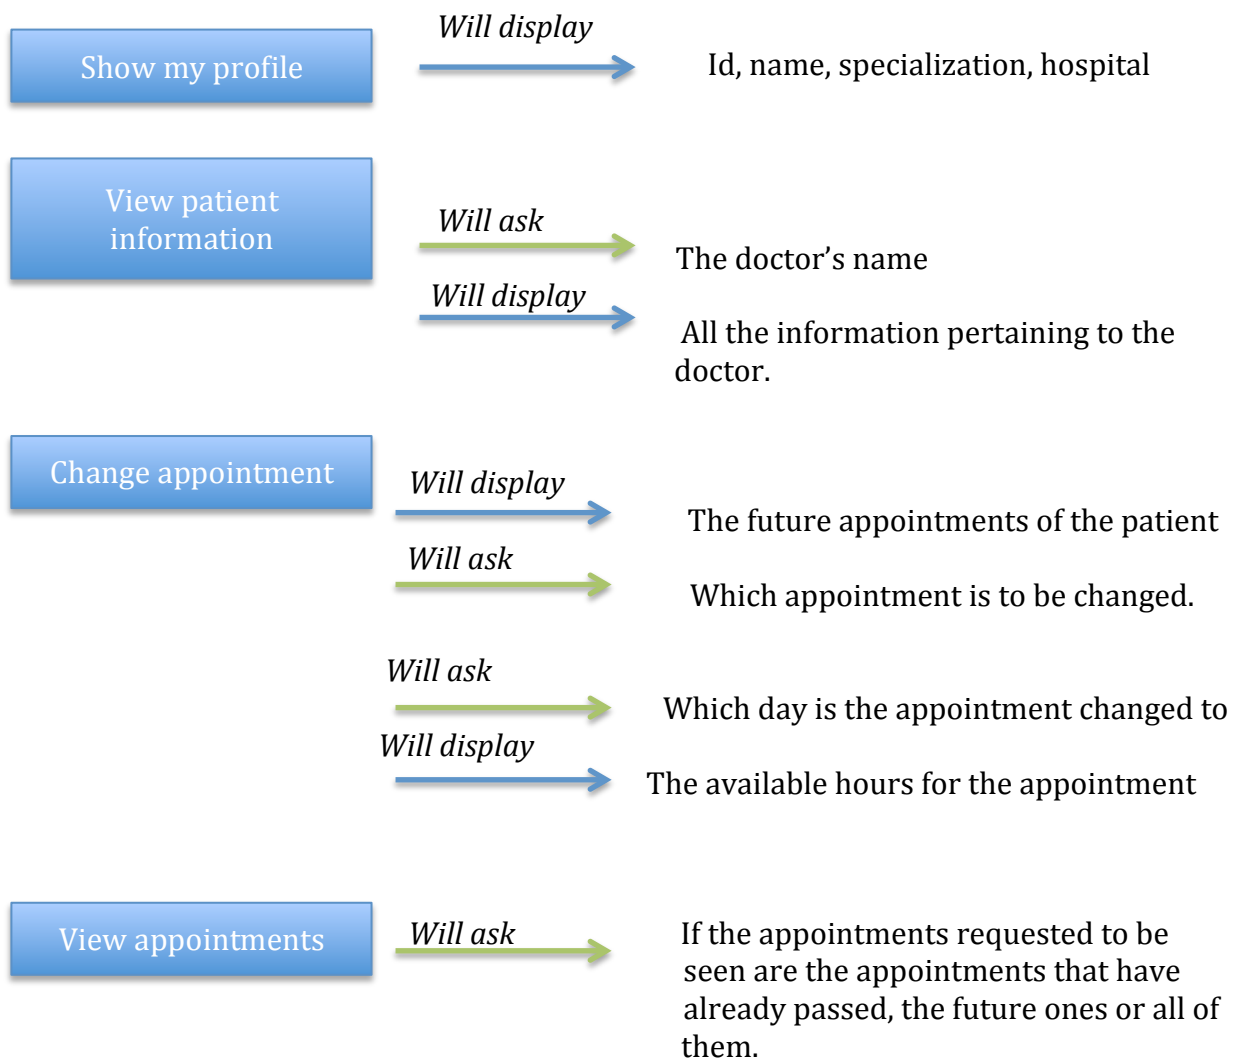 Will display
Show my profile
Id, name, specialization, hospital
View patient
information
Will ask
The doctor’s name
Will display
All the information pertaining to the
doctor.
Change appointment
Will display
The future appointments of the patient
Will ask
Which appointment is to be changed.
Will ask
Which day is the appointment changed to
Will display
The available hours for the appointment
View appointments
Will ask
If the appointments requested to be
seen are the appointments that have
already passed, the future ones or all of
them.